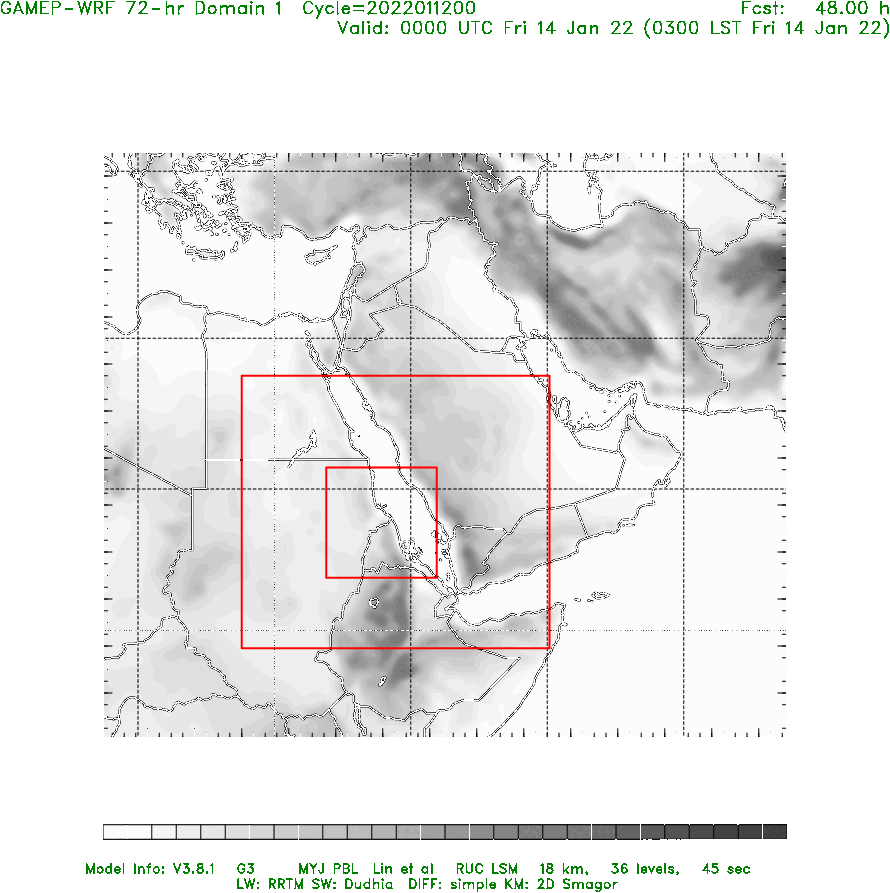 GAMEP-WRF 72-hr Domain 1 Cycle=2022011200 Fcst: 48.00 h
Valid: 0000 UTC Fri 14 Jan 22 (0300 LST Fri 14 Jan 22)
Model Info: V3.8.1 G3 MYJ PBL Lin et al RUC LSM 18 km, 36 levels, 45 sec
LW: RRTM SW: Dudhia DIFF: simple KM: 2D Smagor